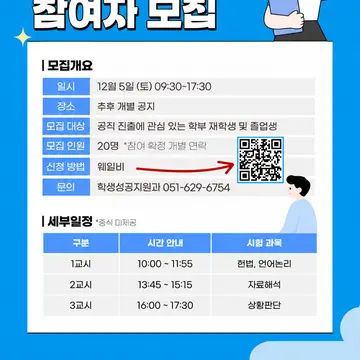 참여자 모집
모집개요
일시 12월 5일 (토) 09:30~17:30
장소 추후 개별 공지
모집 대상 공직 진출에 관심 있는 학부 재학생 및 졸업생
모집 인원 20명 *참여 확정 개별 연락
신청 방법 웨일비
문의 학생성공지원과 051-629-6754
세부일정 *중식 미제공
구분 시간 안내 시험 과목
1교시 10:00 ~ 11:55 헌법, 언어논리
2교시 13:45 ~ 15:15 자료해석
3교시 16:00 ~ 17:30 상황판단